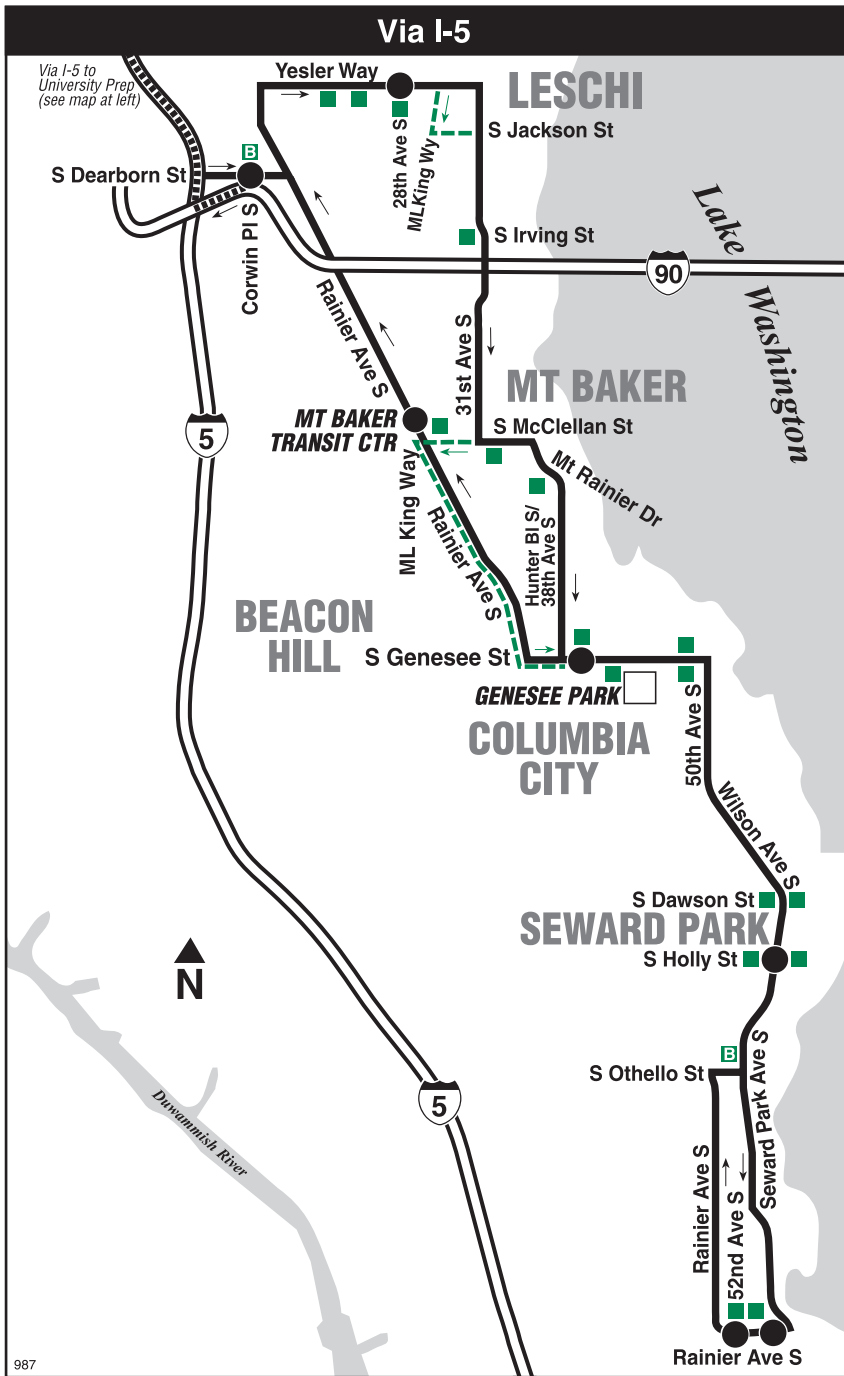 Via I-5
Via I-5 to
University Prep
(see map at left)
Yesler Way
LESCHI
S Jackson St
28th Ave S
MLKing Wy
B
S Dearborn St
Corwin Pl S
S Irving St
Lake
Washington
90
Rainier Ave S
31st Ave S
MT BAKER
5
MT BAKER
TRANSIT CTR
S McClellan St
Mt Rainier Dr
ML King Way
Rainier Ave S
Hunter Bl S/
38th Ave S
BEACON
HILL
S Genesee St
GENESEE PARK
COLUMBIA
CITY
50th Ave S
Wilson Ave S
S Dawson St
SEWARD PARK
S Holly St
N
B
S Othello St
Seward Park Ave S
5
Duwammish River
Rainier Ave S
52nd Ave S
Rainier Ave S
987